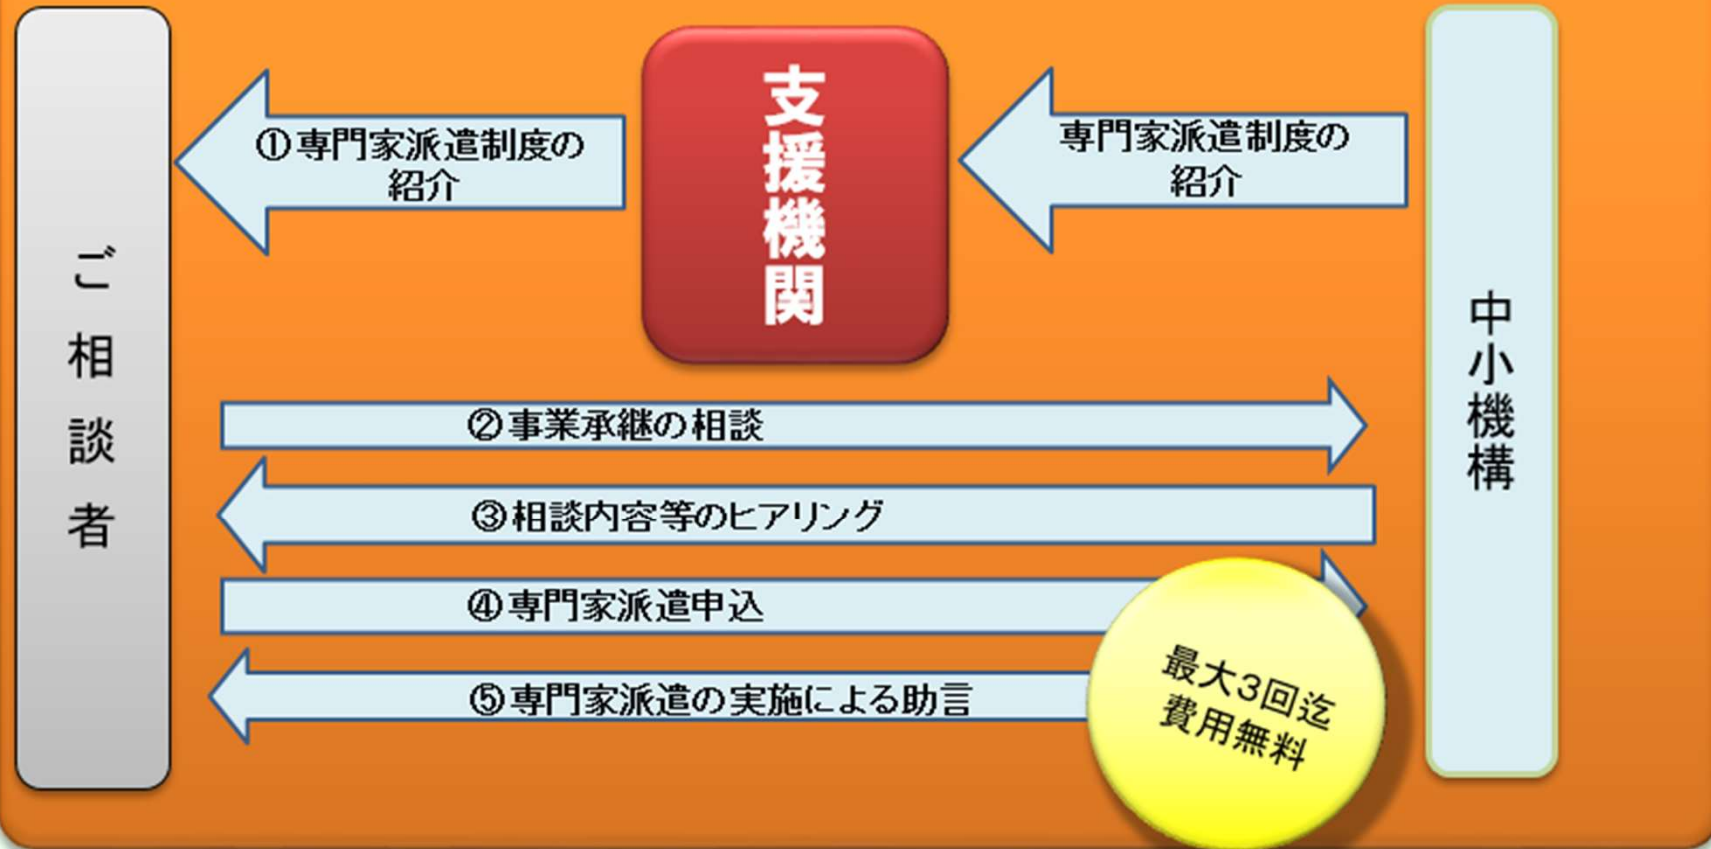 ご相談者
①専門家派遣制度の
紹介
支援機関
専門家派遣制度の
紹介
中小機構
②事業承継の相談
③相談内容等のヒアリング
④専門家派遣申込
⑤専門家派遣の実施による助言
最大3回迄
費用無料